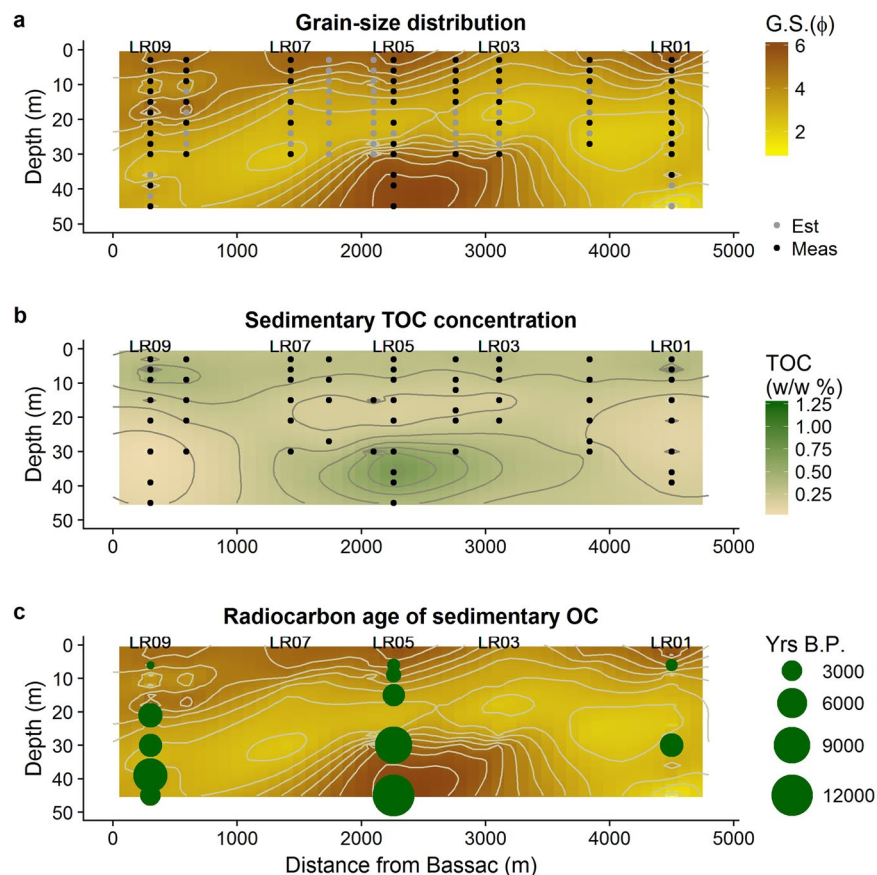 a
Grain-size distribution
LR09 LR07 LR05 LR03 LR01
0
10
20
30
40
50
Depth (m)
0 1000 2000 3000 4000 5000
G.S.(ϕ)
6
4
2
Est
Meas
b
Sedimentary TOC concentration
LR09 LR07 LR05 LR03 LR01
0
10
20
30
40
50
Depth (m)
0 1000 2000 3000 4000 5000
TOC
(w/w %)
1.25
1.00
0.75
0.50
0.25
c
Radiocarbon age of sedimentary OC
LR09 LR07 LR05 LR03 LR01
0
10
20
30
40
50
Depth (m)
0 1000 2000 3000 4000 5000
Distance from Bassac (m)
Yrs B.P.
3000
6000
9000
12000